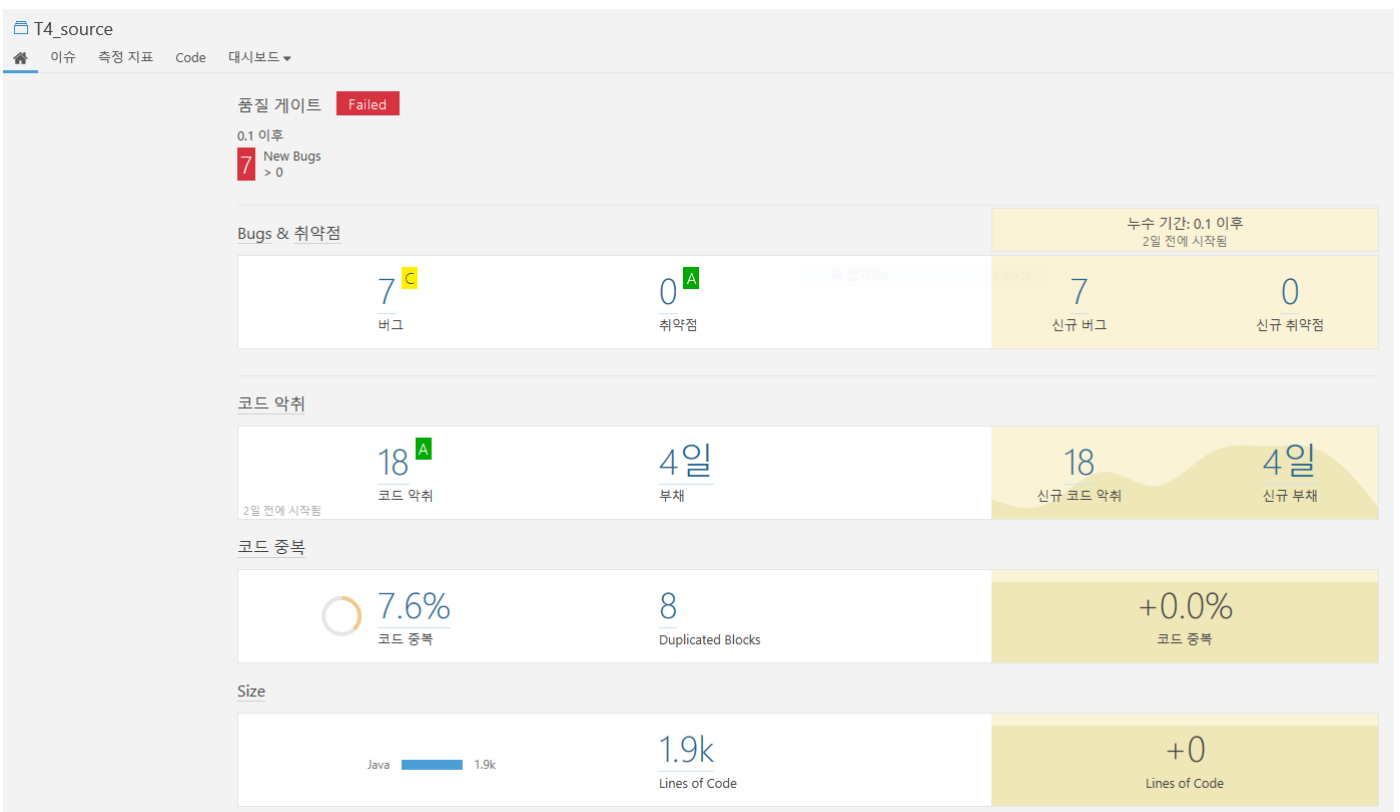 T4_source
이슈 측정 지표 Code 대시보드
품질 게이트 Failed
0.1 이후
7 New Bugs
> 0
Bugs & 취약점
누수 기간: 0.1 이후
2일 전에 시작됨
7 C 0 A 7 0
버그 취약점 신규 버그 신규 취약점
코드 악취
18 A 4일 18 4일
코드 악취 부채 신규 코드 악취 신규 부채
2일 전에 시작됨
코드 중복
7.6% 8 +0.0%
코드 중복 Duplicated Blocks 코드 중복
Size
Java 1.9k 1.9k +0
Lines of Code Lines of Code